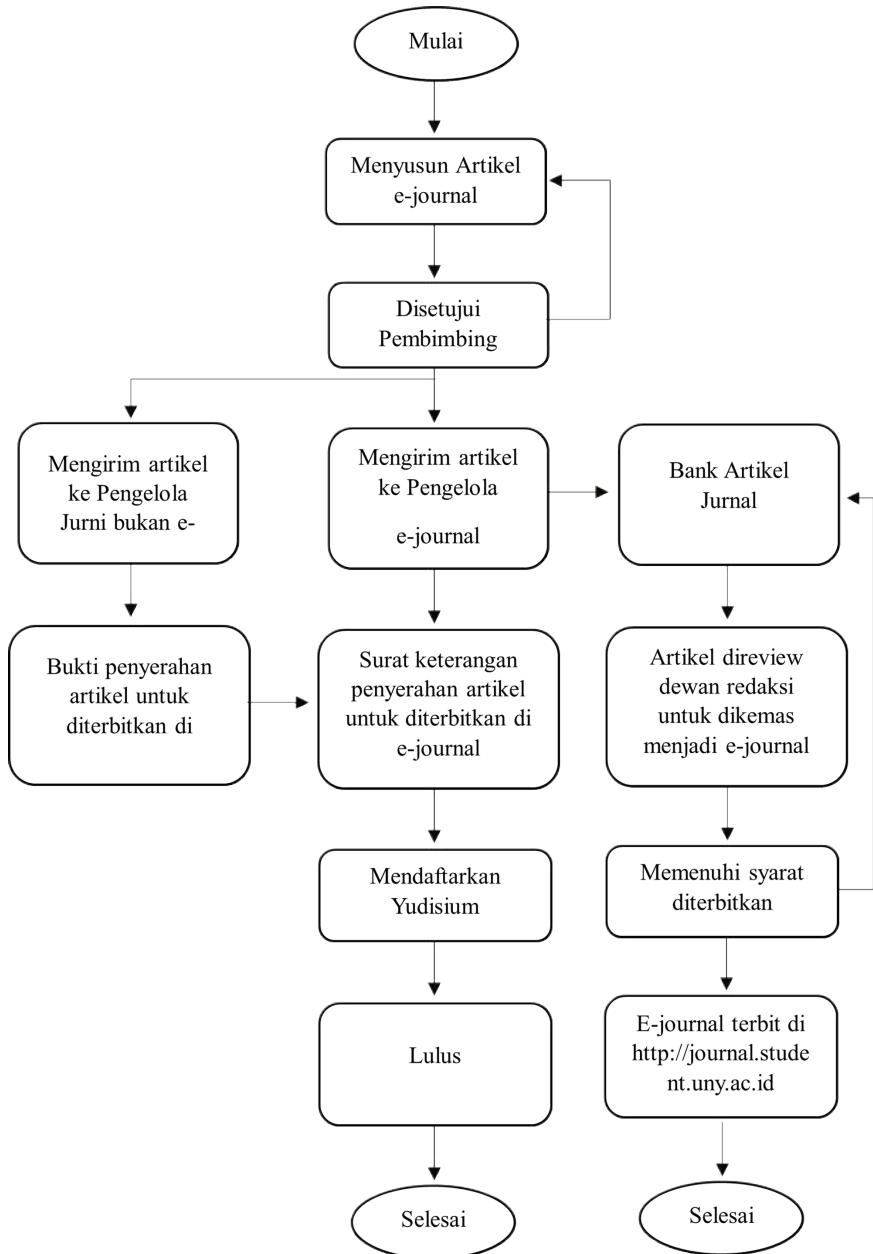 Mulai
Menyusun Artikel
e-journal
Disetujui
Pembimbing
Mengirim artikel
ke Pengelola
Jurni bukan e-
Mengirim artikel
ke Pengelola
e-journal
Bank Artikel
Jurnal
Bukti penyerahan
artikel untuk
diterbitkan di
Surat keterangan
penyerahan artikel
untuk diterbitkan di
e-journal
Artikel direview
dewan redaksi
untuk dikemas
menjadi e-journal
Mendaftarkan
Yudisium
Memenuhi syarat
diterbitkan
Lulus
E-journal terbit di
http://journal.stude
nt.uny.ac.id
Selesai
Selesai